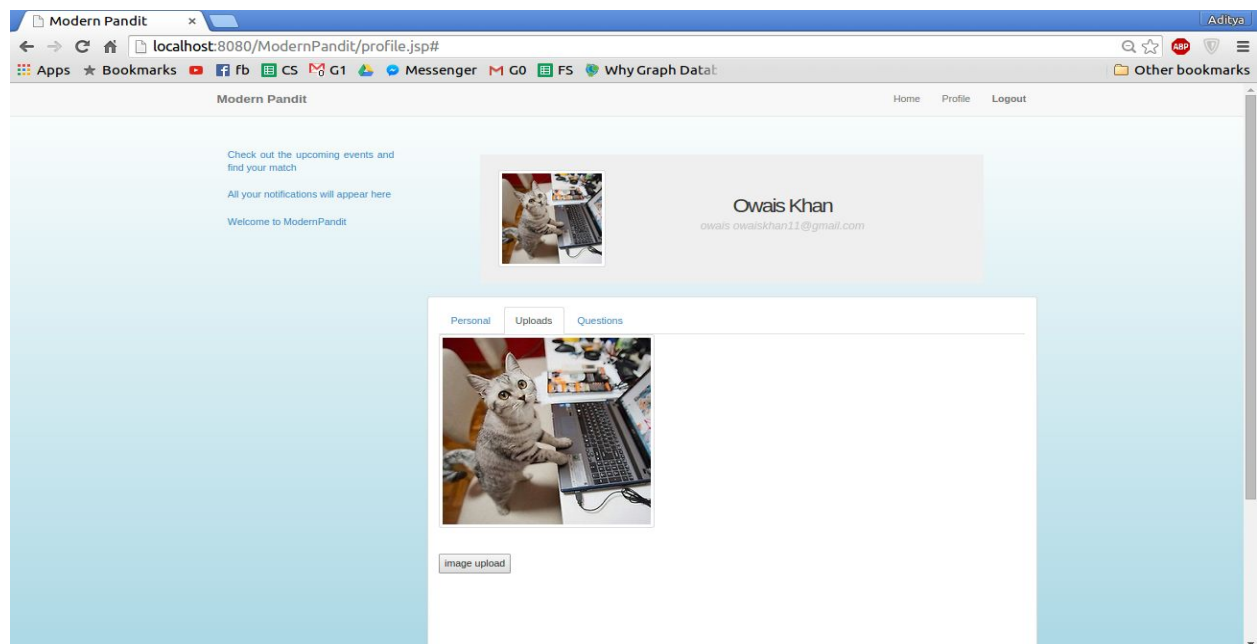 Modern Pandit
Aditya
localhost:8080/ModernPandit/profile.jsp#
ABP
Apps Bookmarks fb CS G1 Messenger G0 FS Why Graph Datab Other bookmarks
Modern Pandit Home Profile Logout
Check out the upcoming events and
find your match
All your notifications will appear here
Welcome to ModernPandit
Owais Khan
owais owaiskhan11@gmail.com
Personal Uploads Questions
image upload